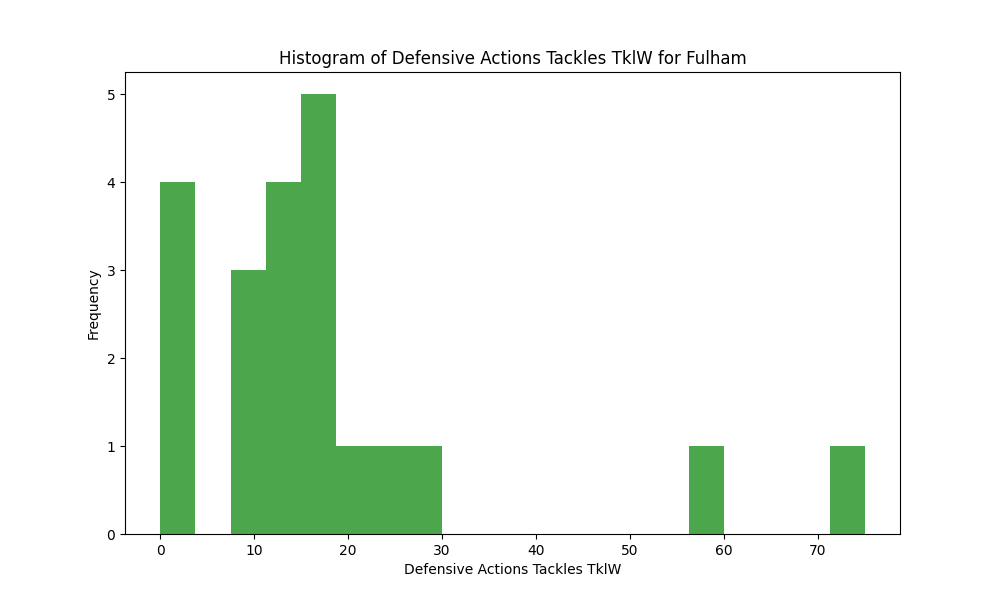 Histogram of Defensive Actions Tackles TklW for Fulham
5
4
3
2
1
0
Frequency
0 10 20 30 40 50 60 70
Defensive Actions Tackles TklW